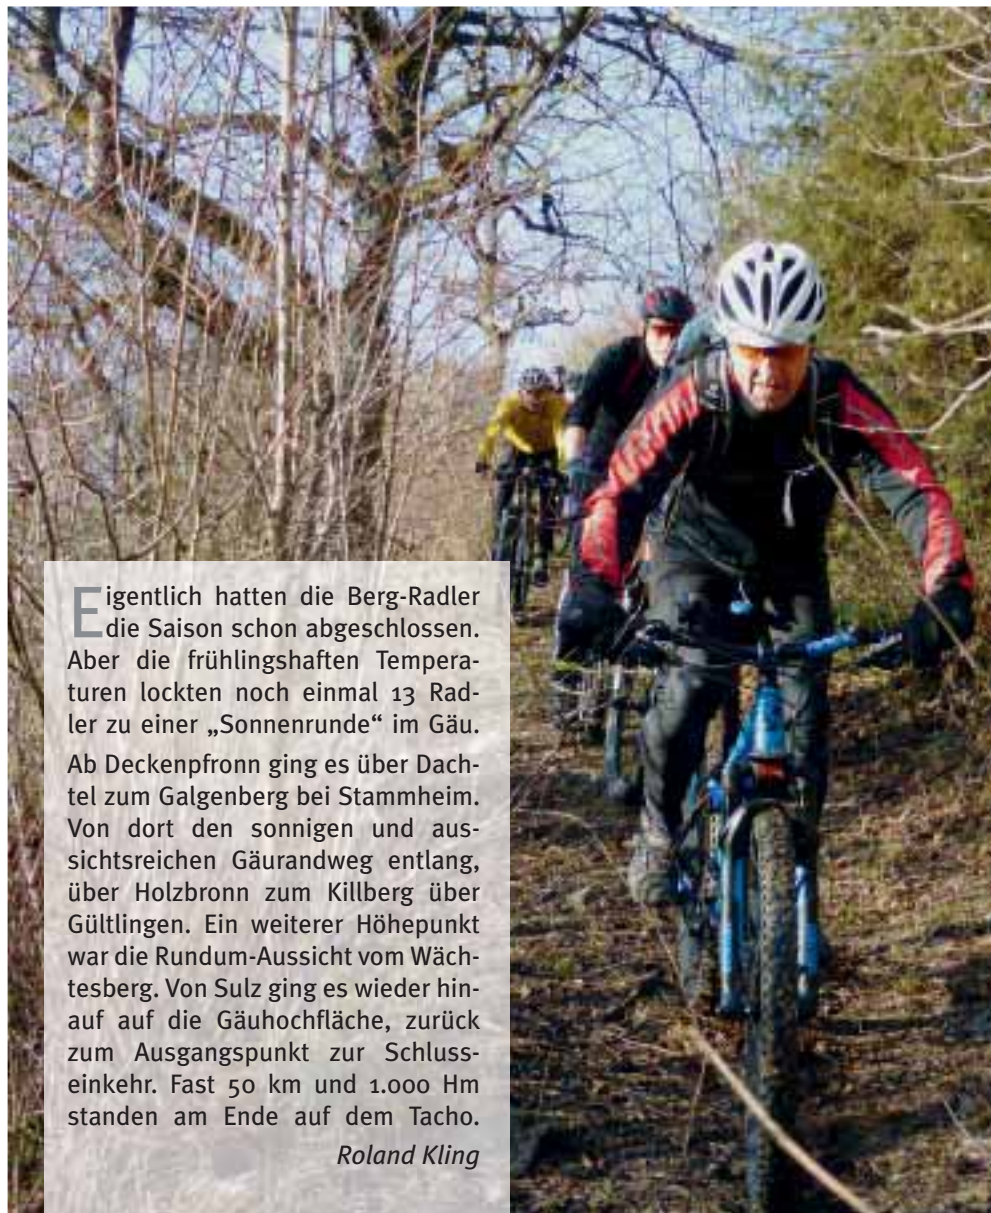 Eigentlich hatten die Berg-Radler
die Saison schon abgeschlossen.
Aber die frühlingshaften Tempera-
turen lockten noch einmal 13 Rad-
ler zu einer „Sonnenrunde“ im Gäu.
Ab Deckenpfronn ging es über Dach-
tel zum Galgenberg bei Stammheim.
Von dort den sonnigen und aus-
sichtsreichen Gäurandweg entlang,
über Holzbronn zum Killberg über
Gültlingen. Ein weiterer Höhepunkt
war die Rundum-Aussicht vom Wäch-
tesberg. Von Sulz ging es wieder hin-
auf auf die Gäuhochfläche, zurück
zum Ausgangspunkt zur Schluss-
einkehr. Fast 50 km und 1.000 Hm
standen am Ende auf dem Tacho.
Roland Kling